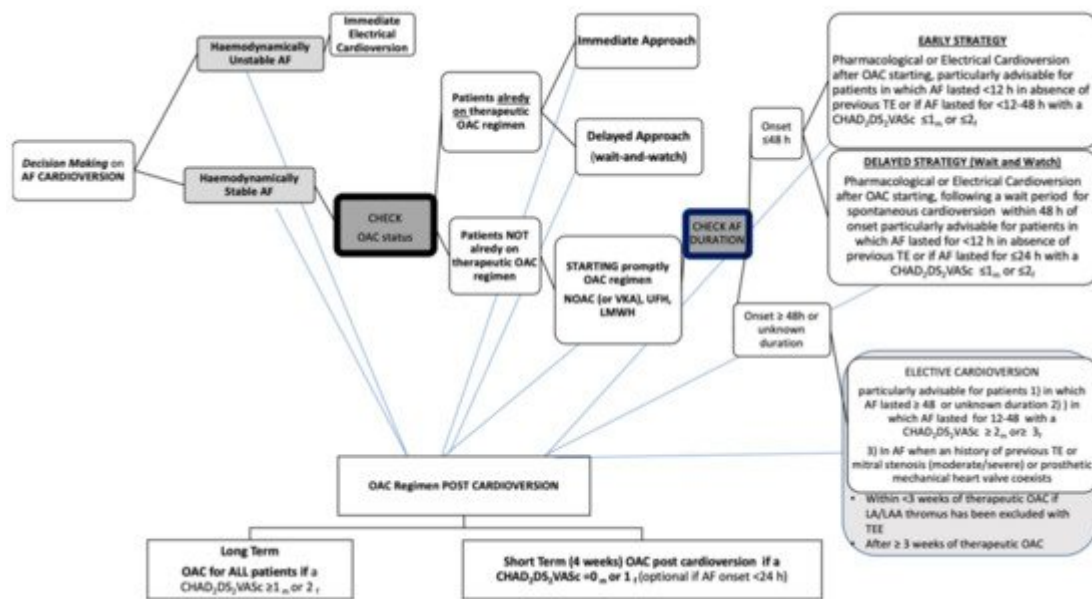 Decision Making on
AF CARDIOVERSION
Haemodynamically
Unstable AF
Immediate
Electrical
Cardioversion
Haemodynamically
Stable AF
CHECK
OAC status
Patients alredy
on therapeutic
OAC regimen
Immediate Approach
Delayed Approach
(wait-and-watch)
Patients NOT
alredy on
therapeutic OAC
regimen
STARTING promptly
OAC regimen
NOAC (or VKA), UFH,
LMWH
CHECK AF
DURATION
Onset
≤48 h
EARLY STRATEGY
Pharmacological or Electrical Cardioversion
after OAC starting, particularly advisable for
patients in which AF lasted <12 h in absence of
previous TE or if AF lasted for <12-48 h with a
CHAD₂DS₂VASc ≤1ₘ or ≤2f
DELAYED STRATEGY (Wait and Watch)
Pharmacological or Electrical Cardioversion
after OAC starting, following a wait period for
spontaneous cardioversion within 48 h of
onset particularly advisable for patients in
which AF lasted for <12 h in absence of
previous TE or if AF lasted for ≤24 h with a
CHAD₂DS₂VASc ≤1ₘ or ≤2f
Onset ≥ 48h or
unknown
duration
ELECTIVE CARDIOVERSION
particularly advisable for patients 1) in which
AF lasted ≥ 48 or unknown duration 2) ) in
which AF lasted for 12-48 with a
CHAD₂DS₂VASc ≥ 2ₘ or≥ 3f
3) In AF when an history of previous TE or
mitral stenosis (moderate/severe) or prosthetic
mechanical heart valve coexists
• Within <3 weeks of therapeutic OAC if
LA/LAA thromus has been excluded with
TEE
• After ≥ 3 weeks of therapeutic OAC
OAC Regimen POST CARDIOVERSION
Long Term
OAC for ALL patients if a
CHAD₂DS₂VASc ≥1ₘ or 2 f
Short Term (4 weeks) OAC post cardioversion if a
CHAD₂DS₂VASc =0 ₘ or 1 f (optional if AF onset <24 h)